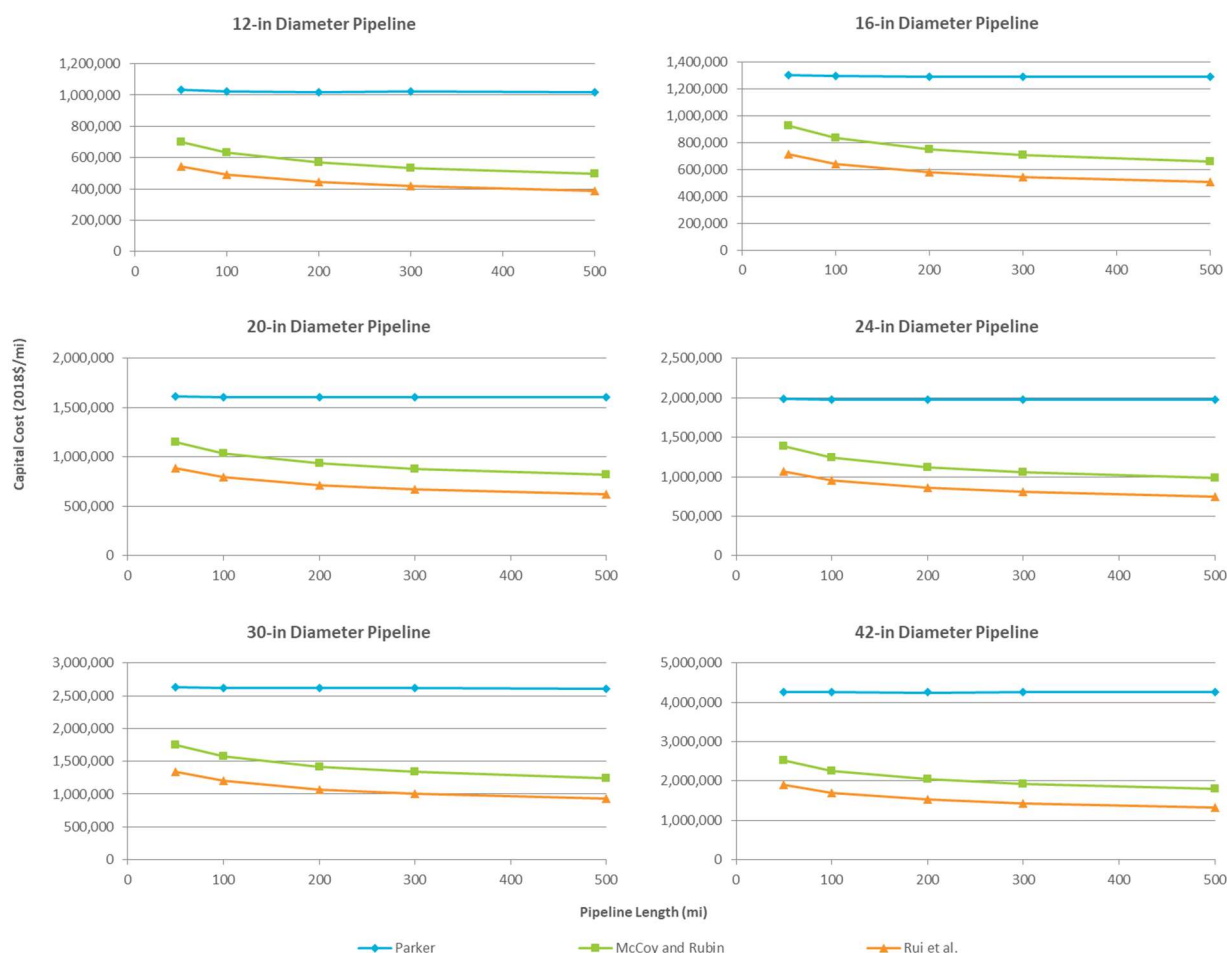 12-in Diameter Pipeline
1,200,000
1,000,000
800,000
600,000
400,000
200,000
0
0 100 200 300 400 500
16-in Diameter Pipeline
1,400,000
1,200,000
1,000,000
800,000
600,000
400,000
200,000
0
0 100 200 300 400 500
Capital Cost (2018$/mi)
20-in Diameter Pipeline
2,000,000
1,500,000
1,000,000
500,000
0
0 100 200 300 400 500
24-in Diameter Pipeline
2,500,000
2,000,000
1,500,000
1,000,000
500,000
0
0 100 200 300 400 500
30-in Diameter Pipeline
3,000,000
2,500,000
2,000,000
1,500,000
1,000,000
500,000
0
0 100 200 300 400 500
42-in Diameter Pipeline
5,000,000
4,000,000
3,000,000
2,000,000
1,000,000
0
0 100 200 300 400 500
Pipeline Length (mi)
Parker McCoy and Rubin Rui et al.